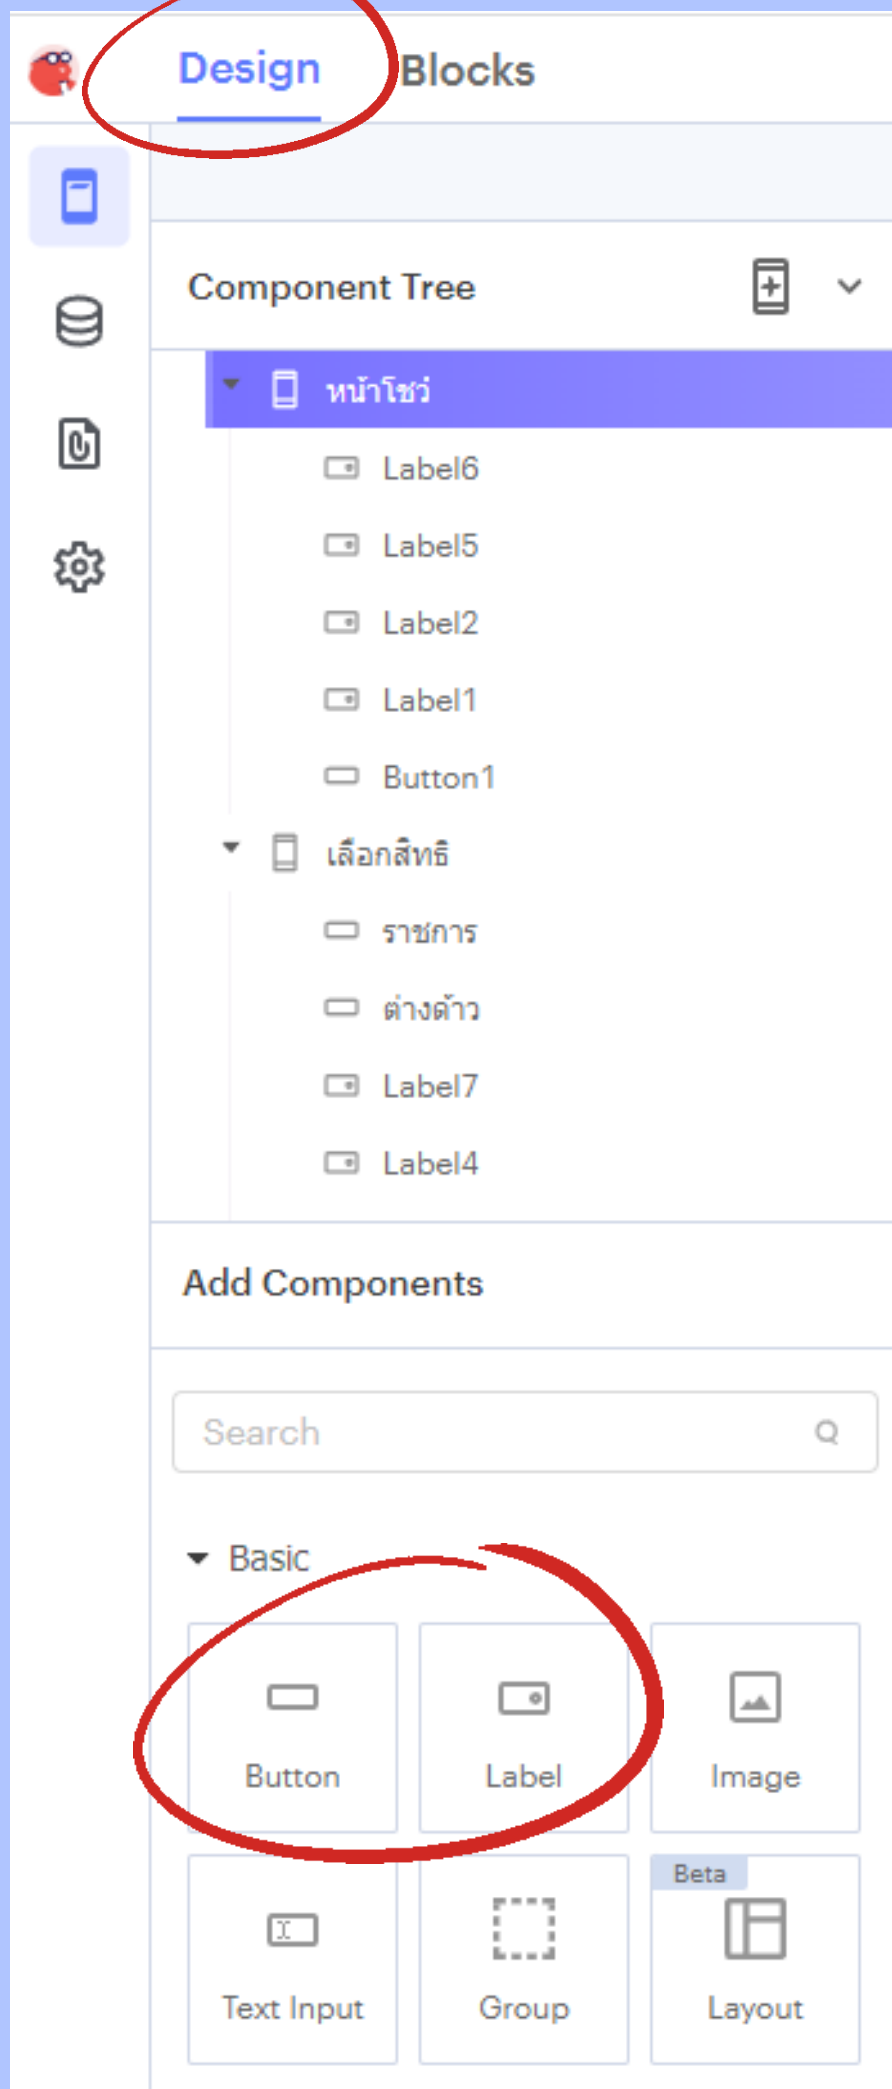 Design Blocks
Component Tree
หน้าโชว่
Label6
Label5
Label2
Label1
Button1
เลือกสิทธิ
ราชการ
ต่างด้าว
Label7
Label4
Add Components
Search
Basic
Button Label Image
Beta
Text Input Group Layout